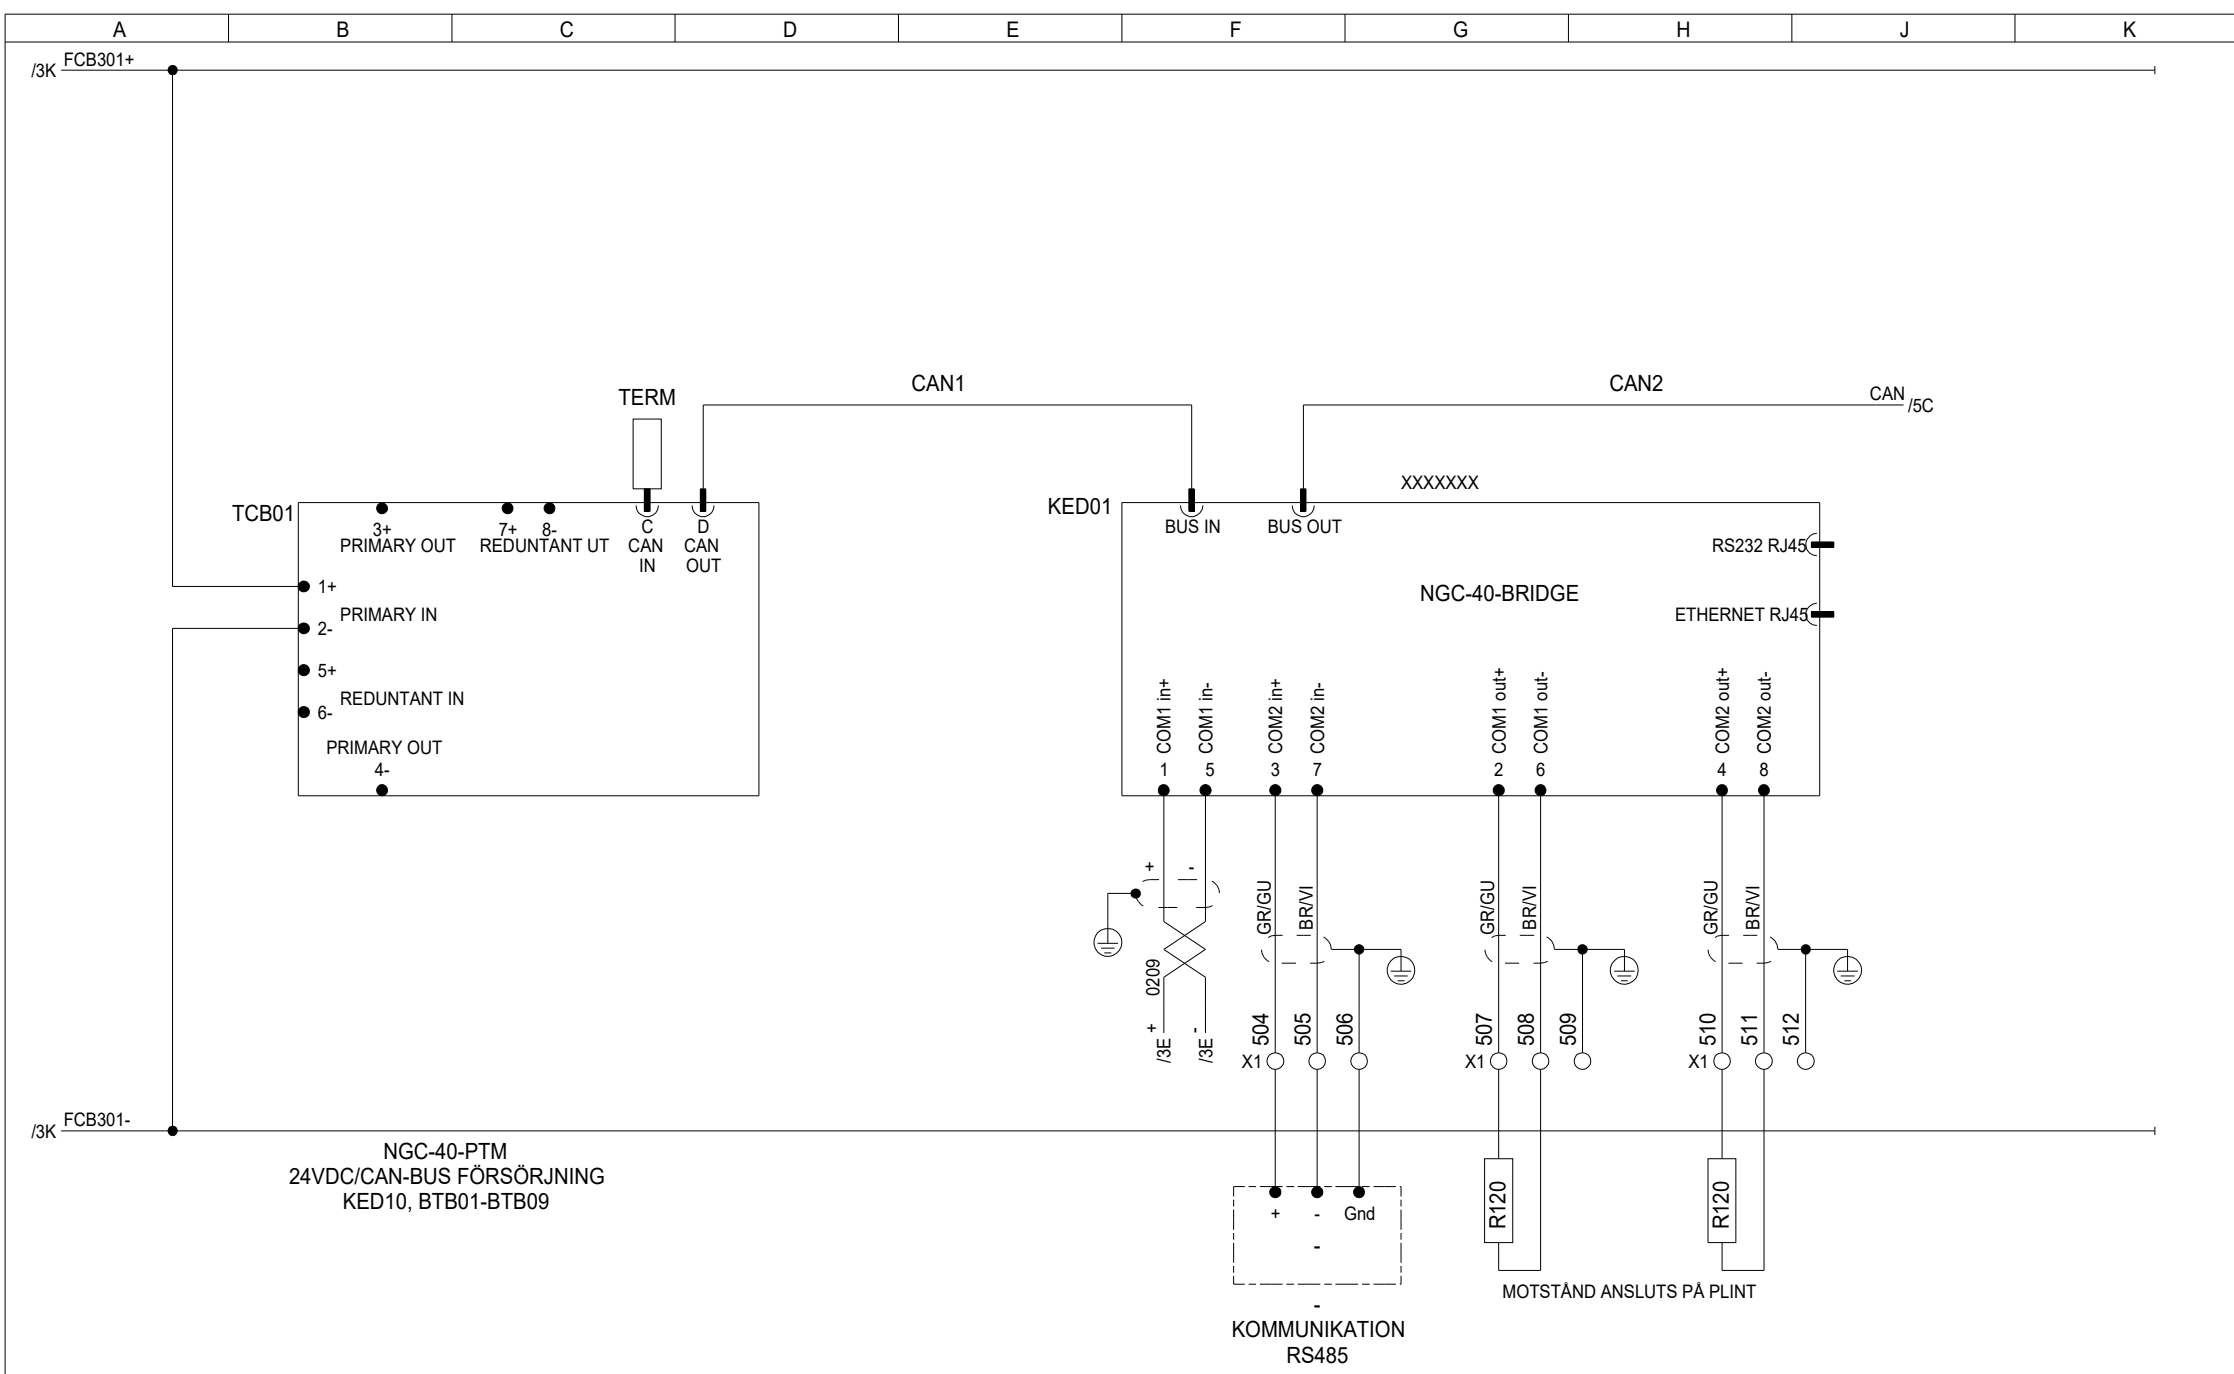 A B C D E F G H J K
/3K FCB301+
CAN1
CAN2
CAN /5C
TERM
XXXXXXX
TCB01
3+
PRIMARY OUT
7+ 8-
REDUNTANT UT
C
CAN
IN
D
CAN
OUT
1+
PRIMARY IN
2-
5+
REDUNTANT IN
6-
PRIMARY OUT
4-
KED01
BUS IN
BUS OUT
RS232 RJ45
NGC-40-BRIDGE
ETHERNET RJ45
1 COM1 in+
5 COM1 in-
3 COM2 in+
7 COM2 in-
2 COM1 out+
6 COM1 out-
4 COM2 out+
8 COM2 out-
+ -
GR/GU
BR/VI
GR/GU
BR/VI
GR/GU
BR/VI
0209
/3E +
/3E -
X1 504 505 506
X1 507 508 509
X1 510 511 512
/3K FCB301-
NGC-40-PTM
24VDC/CAN-BUS FÖRSÖRJNING
KED10, BTB01-BTB09
+ - Gnd
-
-
KOMMUNIKATION
RS485
R120
R120
MOTSTÅND ANSLUTS PÅ PLINT